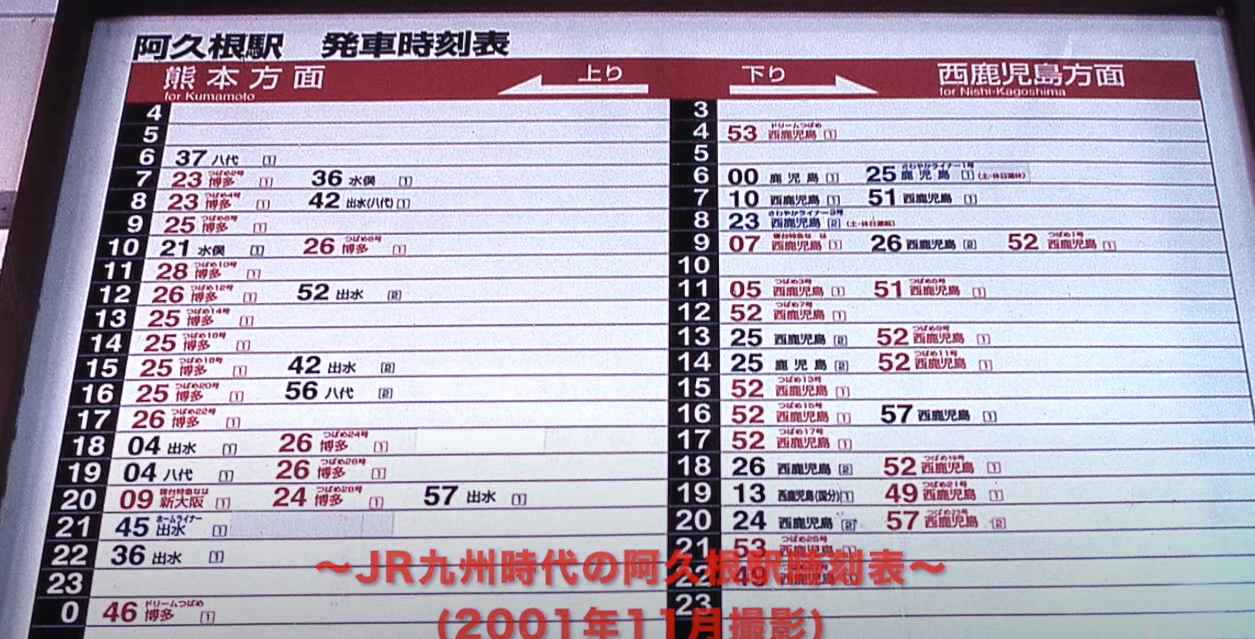 阿久根駅 発車時刻表
熊本方面 上り 下り 西鹿児島方面
for Kumamoto for Nishi-Kagoshima
4
5
6 37 八代 1
7 23 つばめ2号 博多 1 36 水俣 1
8 23 つばめ4号 博多 1 42 出水(八代) 1
9 25 つばめ6号 博多 1
10 21 水俣 1 26 つばめ8号 博多 1
11 28 つばめ10号 博多 1
12 26 つばめ12号 博多 1 52 出水 2
13 25 つばめ14号 博多 1
14 25 つばめ16号 博多 1
15 25 つばめ18号 博多 1 42 出水 2
16 25 つばめ20号 博多 1 56 八代 2
17 26 つばめ22号 博多 1
18 04 出水 1 26 つばめ24号 博多 1
19 04 八代 1 26 つばめ26号 博多 1
20 09 寝台特急なは 新大阪 1 24 つばめ28号 博多 1 57 出水 1
21 45 ホームライナー 出水 1
22 36 出水 1
23
0 46 ドリームつばめ 博多 1
3
4 53 ドリームつばめ 西鹿児島 1
5
6 00 鹿児島 1 25 さわやかライナー1号 鹿児島 1 (土・休日運休)
7 10 西鹿児島 1 51 西鹿児島 1
8 23 さわやかライナー3号 西鹿児島 2 (土・休日運転)
9 07 寝台特急なは 西鹿児島 1 26 西鹿児島 2 52 つばめ1号 西鹿児島 1
10
11 05 つばめ3号 西鹿児島 1 51 つばめ5号 西鹿児島 1
12 52 つばめ7号 西鹿児島 1
13 25 西鹿児島 2 52 つばめ9号 西鹿児島 1
14 25 鹿児島 2 52 つばめ11号 西鹿児島 1
15 52 つばめ13号 西鹿児島 1
16 52 つばめ15号 西鹿児島 1 57 西鹿児島 1
17 52 つばめ17号 西鹿児島 1
18 26 西鹿児島 2 52 つばめ19号 西鹿児島 1
19 13 西鹿児島(国分) 1 49 つばめ21号 西鹿児島 1
20 24 西鹿児島 2 57 つばめ23号 西鹿児島 2
21 53 つばめ25号 西鹿児島 1
22 49 西鹿児島 1
23
～JR九州時代の阿久根駅時刻表～
(2001年11月撮影)